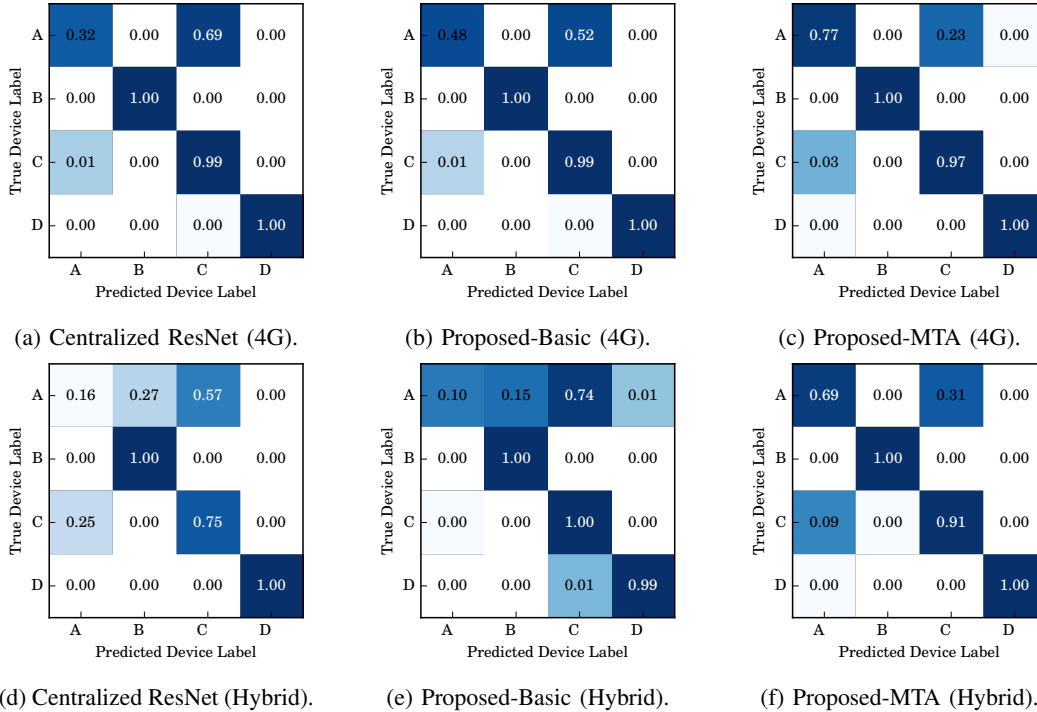 A 0.32 0.00 0.69 0.00
B 0.00 1.00 0.00 0.00
C 0.01 0.00 0.99 0.00
D 0.00 0.00 0.00 1.00
A B C D
True Device Label
Predicted Device Label
(a) Centralized ResNet (4G).
A 0.48 0.00 0.52 0.00
B 0.00 1.00 0.00 0.00
C 0.01 0.00 0.99 0.00
D 0.00 0.00 0.00 1.00
A B C D
True Device Label
Predicted Device Label
(b) Proposed-Basic (4G).
A 0.77 0.00 0.23 0.00
B 0.00 1.00 0.00 0.00
C 0.03 0.00 0.97 0.00
D 0.00 0.00 0.00 1.00
A B C D
True Device Label
Predicted Device Label
(c) Proposed-MTA (4G).
A 0.16 0.27 0.57 0.00
B 0.00 1.00 0.00 0.00
C 0.25 0.00 0.75 0.00
D 0.00 0.00 0.00 1.00
A B C D
True Device Label
Predicted Device Label
(d) Centralized ResNet (Hybrid).
A 0.10 0.15 0.74 0.01
B 0.00 1.00 0.00 0.00
C 0.00 0.00 1.00 0.00
D 0.00 0.00 0.01 0.99
A B C D
True Device Label
Predicted Device Label
(e) Proposed-Basic (Hybrid).
A 0.69 0.00 0.31 0.00
B 0.00 1.00 0.00 0.00
C 0.09 0.00 0.91 0.00
D 0.00 0.00 0.00 1.00
A B C D
True Device Label
Predicted Device Label
(f) Proposed-MTA (Hybrid).